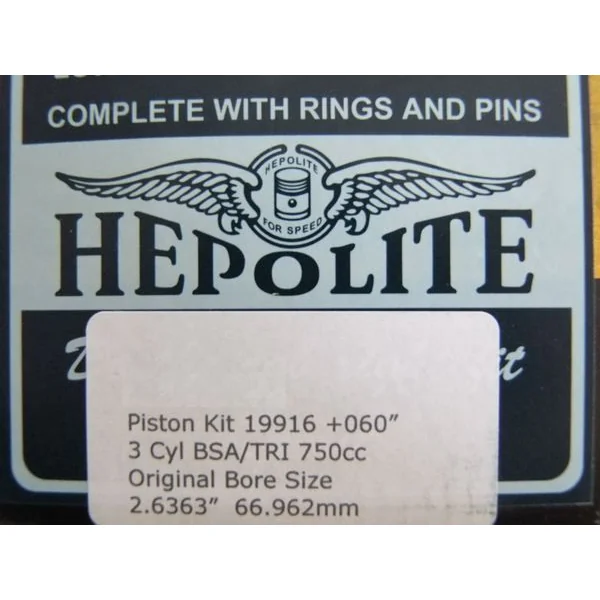 COMPLETE WITH RINGS AND PINS
HEPOLITE
FOR SPEED
HEPOLITE
Piston Kit 19916 +060"
3 Cyl BSA/TRI 750cc
Original Bore Size
2.6363" 66.962mm